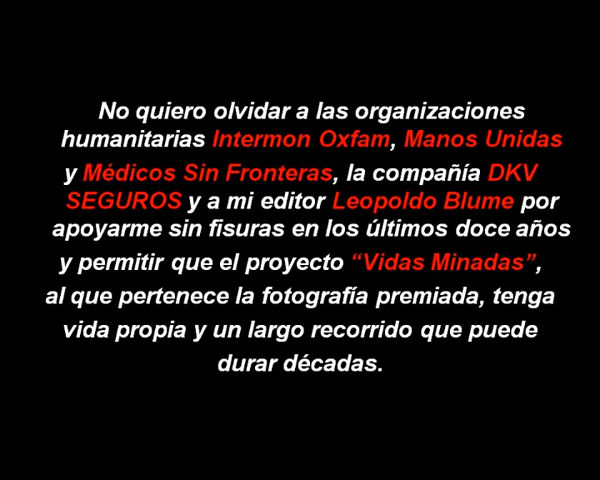 No quiero olvidar a las organizaciones
humanitarias Intermon Oxfam, Manos Unidas
y Médicos Sin Fronteras, la compañía DKV
SEGUROS y a mi editor Leopoldo Blume por
apoyarme sin fisuras en los últimos doce años
y permitir que el proyecto “Vidas Minadas”,
al que pertenece la fotografía premiada, tenga
vida propia y un largo recorrido que puede
durar décadas.